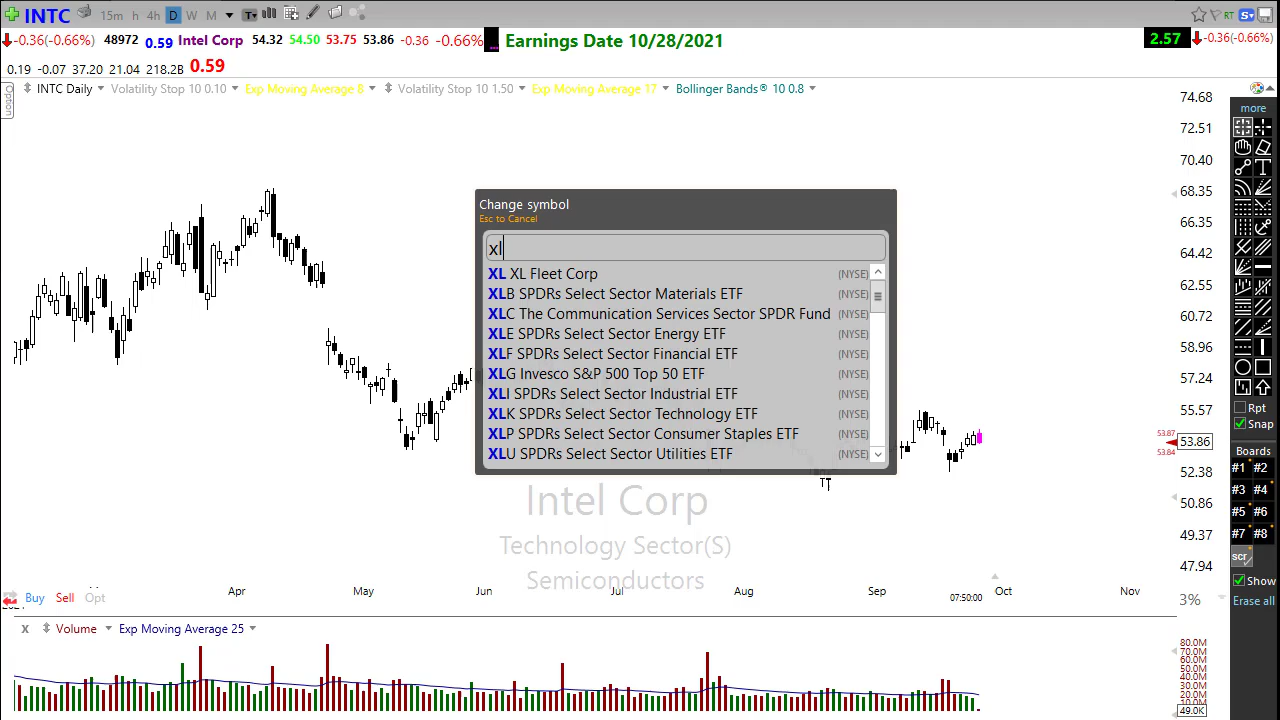 INTC 15m h 4h D W M T RT S
-0.36(-0.66%) 48972 0.59 Intel Corp 54.32 54.50 53.75 53.86 -0.36 -0.66% ... Earnings Date 10/28/2021 2.57 -0.36(-0.66%)
0.19 -0.07 37.20 21.04 218.2B 0.59
Option
INTC Daily Volatility Stop 10 0.10 Exp Moving Average 8 Volatility Stop 10 1.50 Exp Moving Average 17 Bollinger Bands® 10 0.8
74.68
72.51
70.40
68.35
66.35
64.42
62.55
60.72
58.96
57.24
55.57
53.87
53.86
53.84
52.38
50.86
49.37
47.94
3%
more
T
Rpt
Snap
Boards
#1 #2
#3 #4
#5 #6
#7 #8
scr
Show
Erase all
Change symbol
Esc to Cancel
xl
XL XL Fleet Corp (NYSE)
XLB SPDRs Select Sector Materials ETF (NYSE)
XLC The Communication Services Sector SPDR Fund (NYSE)
XLE SPDRs Select Sector Energy ETF (NYSE)
XLF SPDRs Select Sector Financial ETF (NYSE)
XLG Invesco S&P 500 Top 50 ETF (NYSE)
XLI SPDRs Select Sector Industrial ETF (NYSE)
XLK SPDRs Select Sector Technology ETF (NYSE)
XLP SPDRs Select Sector Consumer Staples ETF (NYSE)
XLU SPDRs Select Sector Utilities ETF (NYSE)
Intel Corp
Technology Sector(S)
Semiconductors
Apr May Jun Jul Aug Sep 07:50:00 Oct Nov
Buy Sell Opt
x Volume Exp Moving Average 25
80.0M
70.0M
60.0M
50.0M
40.0M
30.0M
20.0M
10.0M
49.0K